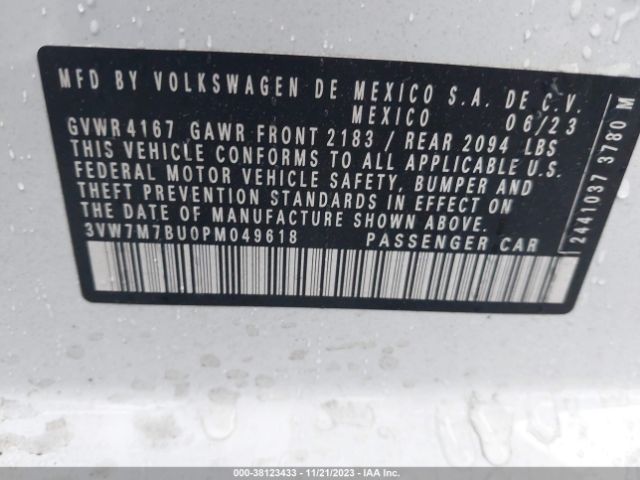 MFD BY VOLKSWAGEN DE MEXICO S.A. DE C.V.
MEXICO 06/23
GVWR 4167 GAWR FRONT 2183 / REAR 2094 LBS
THIS VEHICLE CONFORMS TO ALL APPLICABLE U.S.
FEDERAL MOTOR VEHICLE SAFETY, BUMPER AND
THEFT PREVENTION STANDARDS IN EFFECT ON
THE DATE OF MANUFACTURE SHOWN ABOVE.
3VW7M7BU0PM049618 PASSENGER CAR
2441037 3780 M
000-38123433 - 11/21/2023 - IAA Inc.